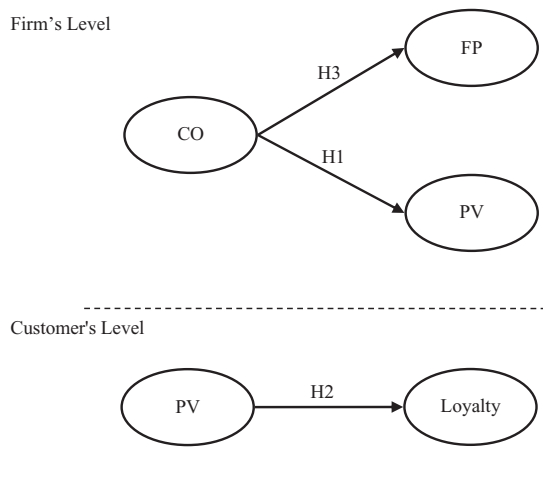 Firm’s Level
FP
H3
CO
H1
PV
Customer's Level
PV
H2
Loyalty